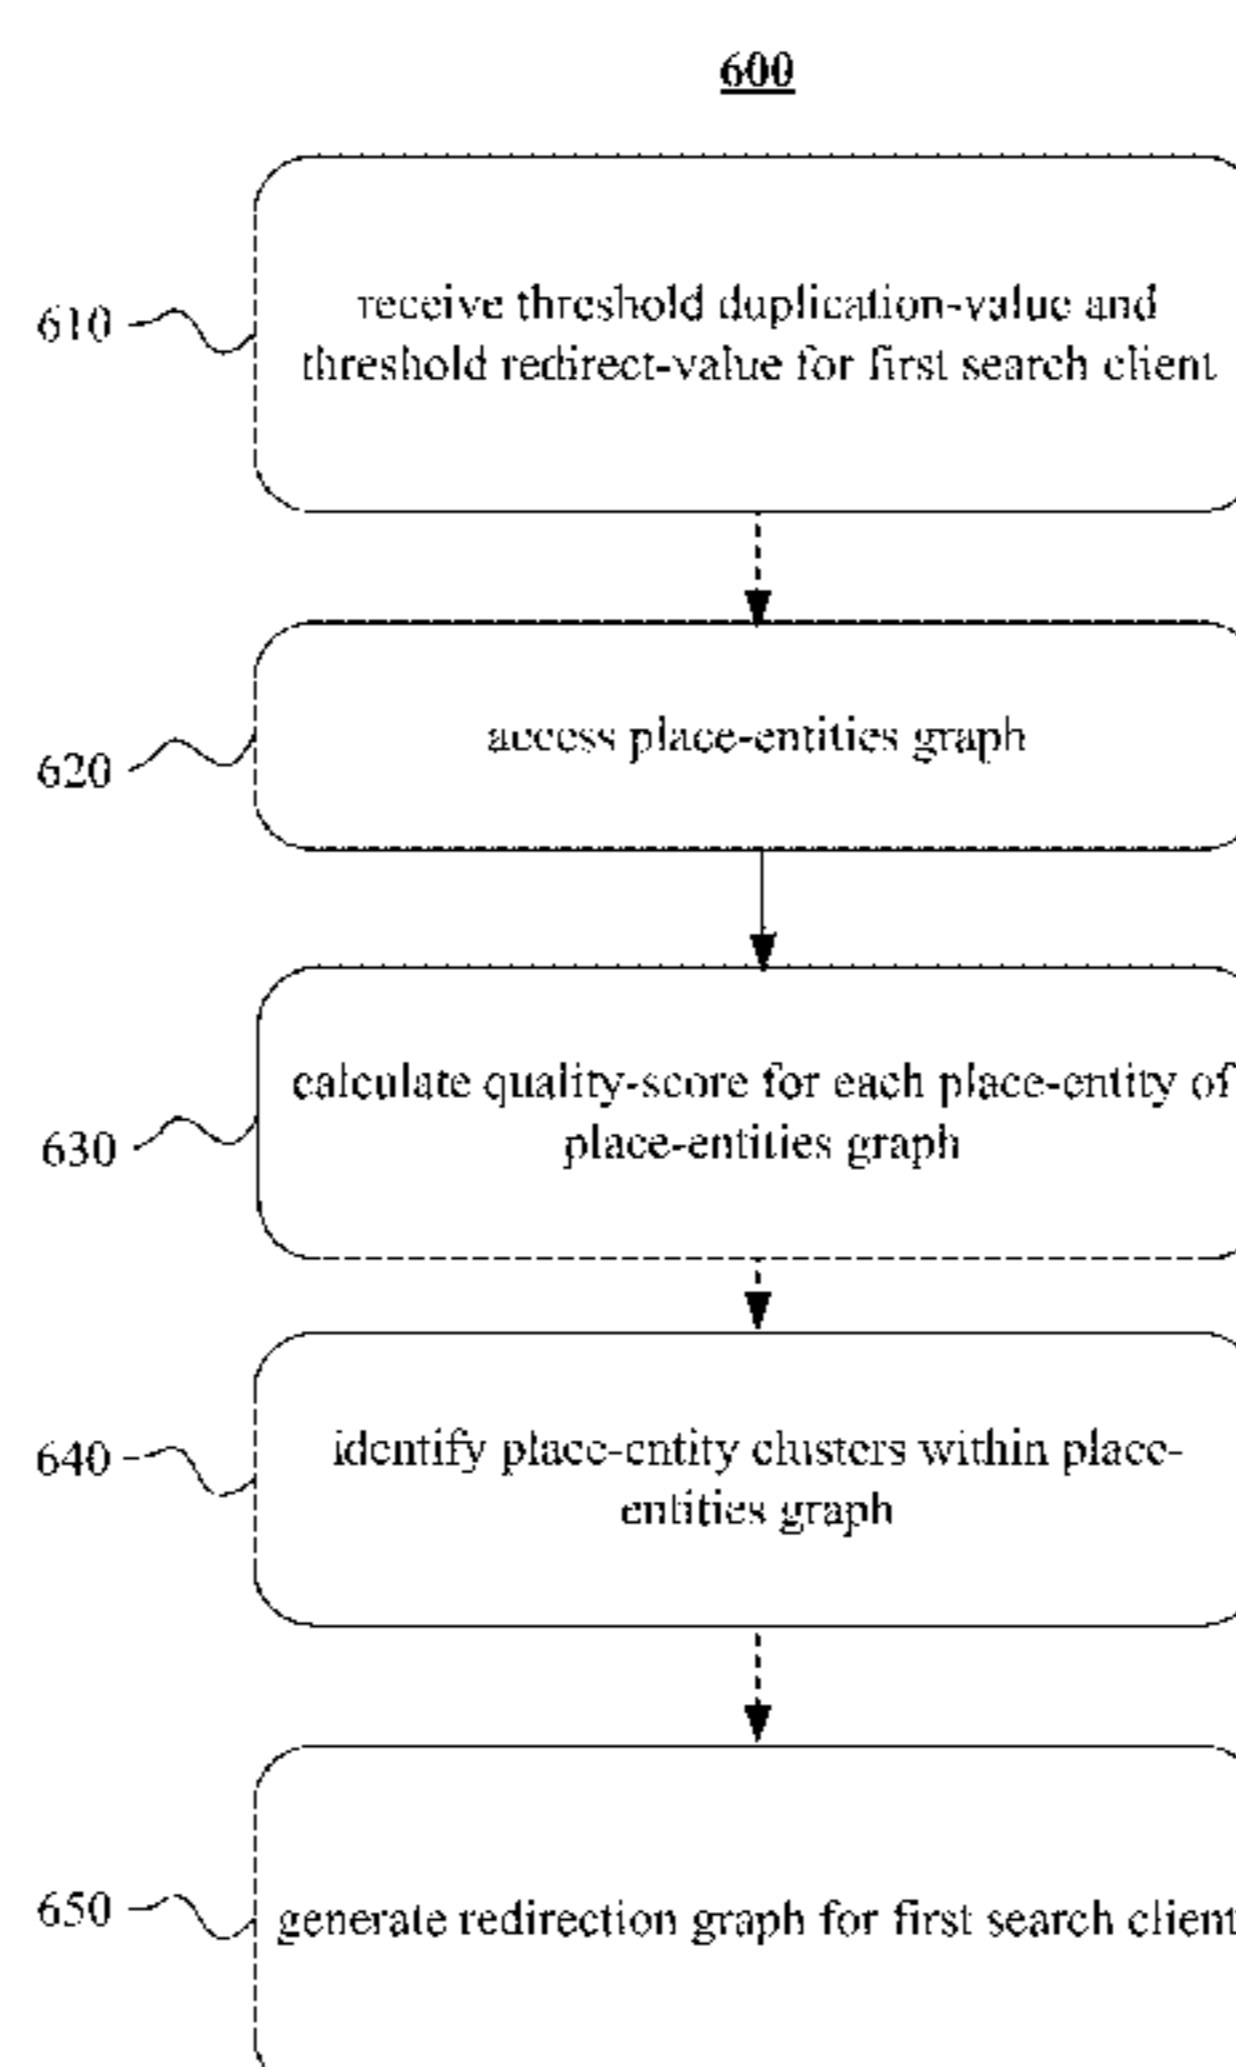 600
610
receive threshold duplication-value and
threshold redirect-value for first search client
620
access place-entities graph
630
calculate quality-score for each place-entity of
place-entities graph
640
identify place-entity clusters within place-
entities graph
650
generate redirection graph for first search client